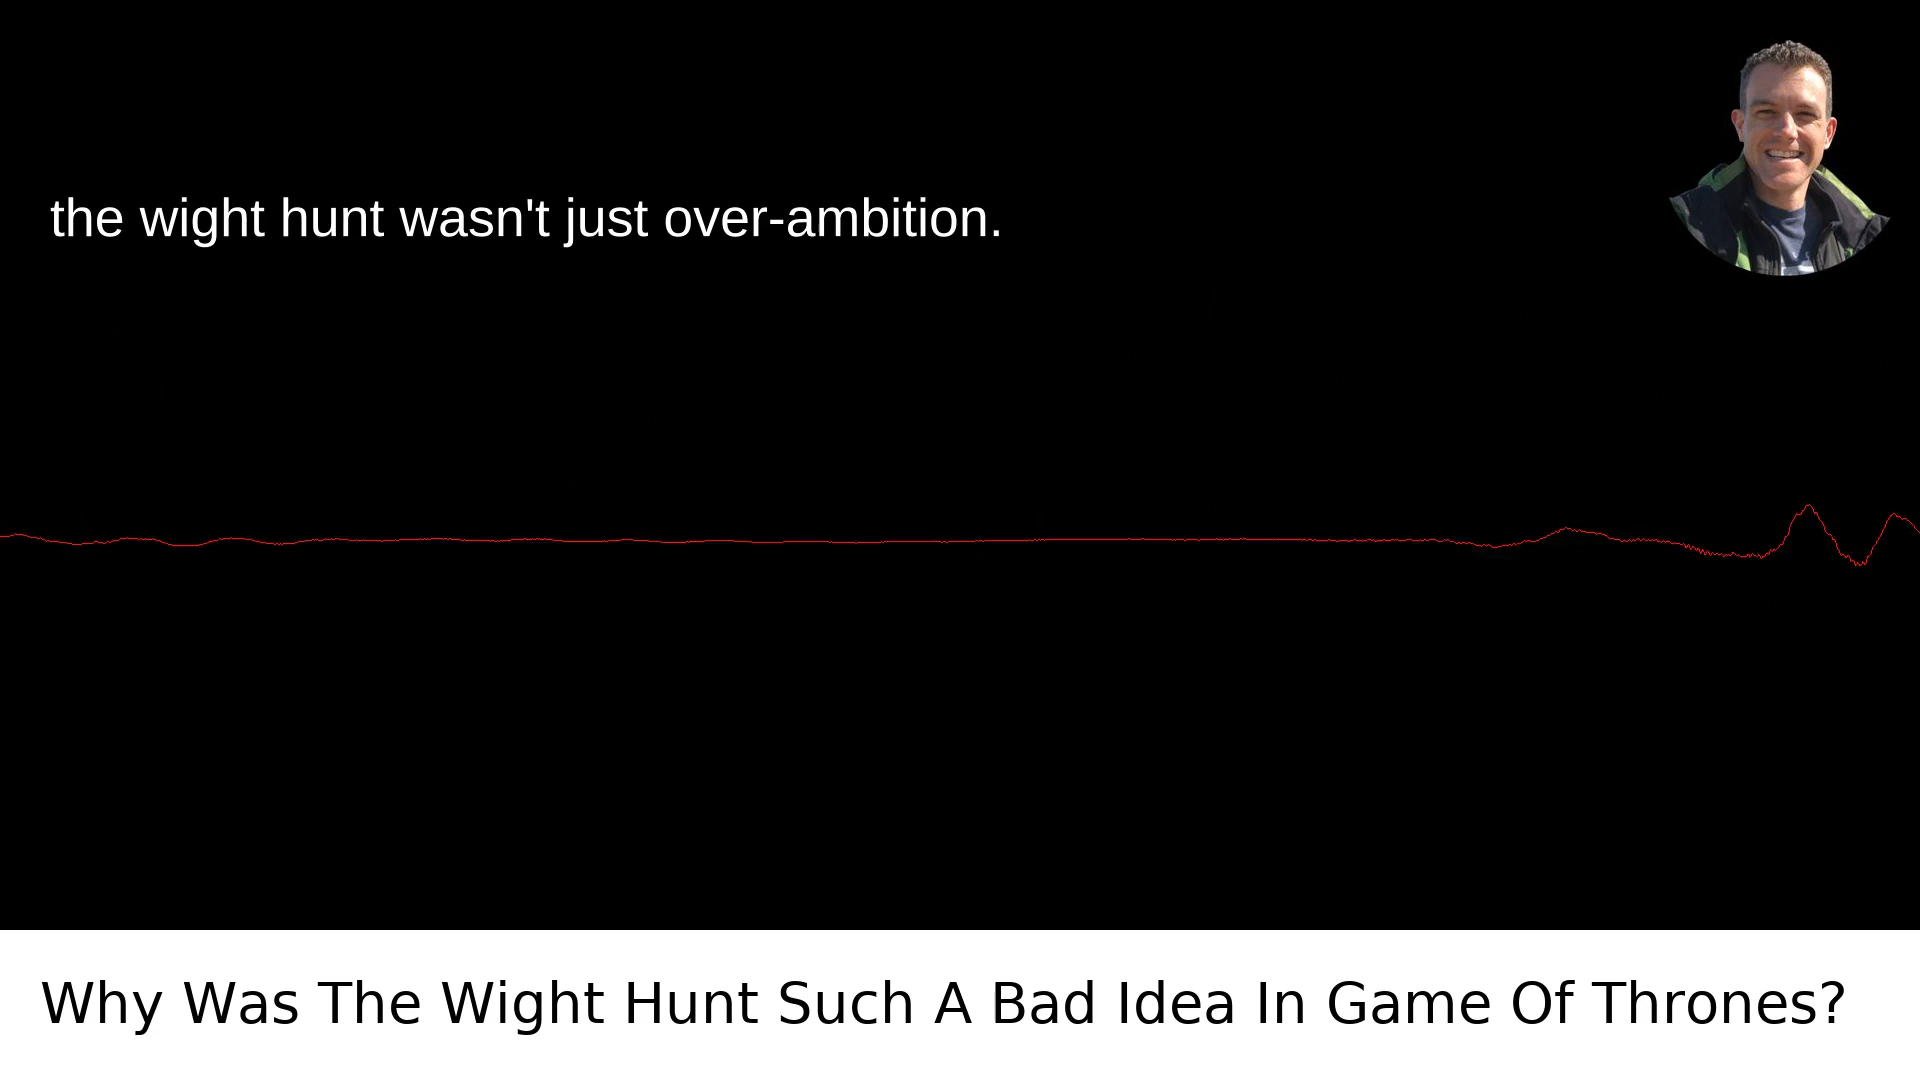 the wight hunt wasn't just over-ambition.
Why Was The Wight Hunt Such A Bad Idea In Game Of Thrones?